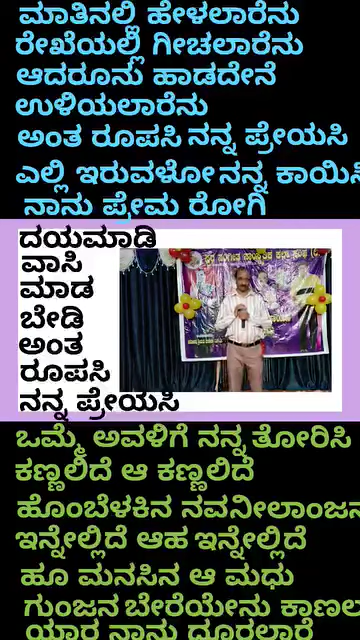 ಮಾತಿನಲ್ಲಿ ಹೇಳಲಾರೆನು
ರೇಖೆಯಲ್ಲಿ ಗೀಚಲಾರೆನು
ಆದರೂನು ಹಾಡದೇನೆ
ಉಳಿಯಲಾರೆನು
ಅಂತ ರೂಪಸಿ ನನ್ನ ಪ್ರೇಯಸಿ
ಎಲ್ಲಿ ಇರುವಳೋ ನನ್ನ ಕಾಯಿಸಿ
ನಾನು ಪ್ರೇಮ ರೋಗಿ
ದಯಮಾಡಿ
ವಾಸಿ
ಮಾಡ
ಬೇಡಿ
ಅಂತ
ರೂಪಸಿ
ನನ್ನ ಪ್ರೇಯಸಿ
ಒಮ್ಮೆ ಅವಳಿಗೆ ನನ್ನ ತೋರಿಸಿ
ಕಣ್ಣಲಿದೆ ಆ ಕಣ್ಣಲಿದೆ
ಹೊಂಬೆಳಕಿನ ನವನೀಲಾಂಜನ
ಇನ್ನೇಲ್ಲಿದೆ ಆಹ ಇನ್ನೇಲ್ಲಿದೆ
ಹೂ ಮನಸಿನ ಆ ಮಧು
ಗುಂಜನ ಬೇರೆಯೇನು ಕಾಣಲ
ಯಾರ ನಾನು ದೂರಲಾರೆ